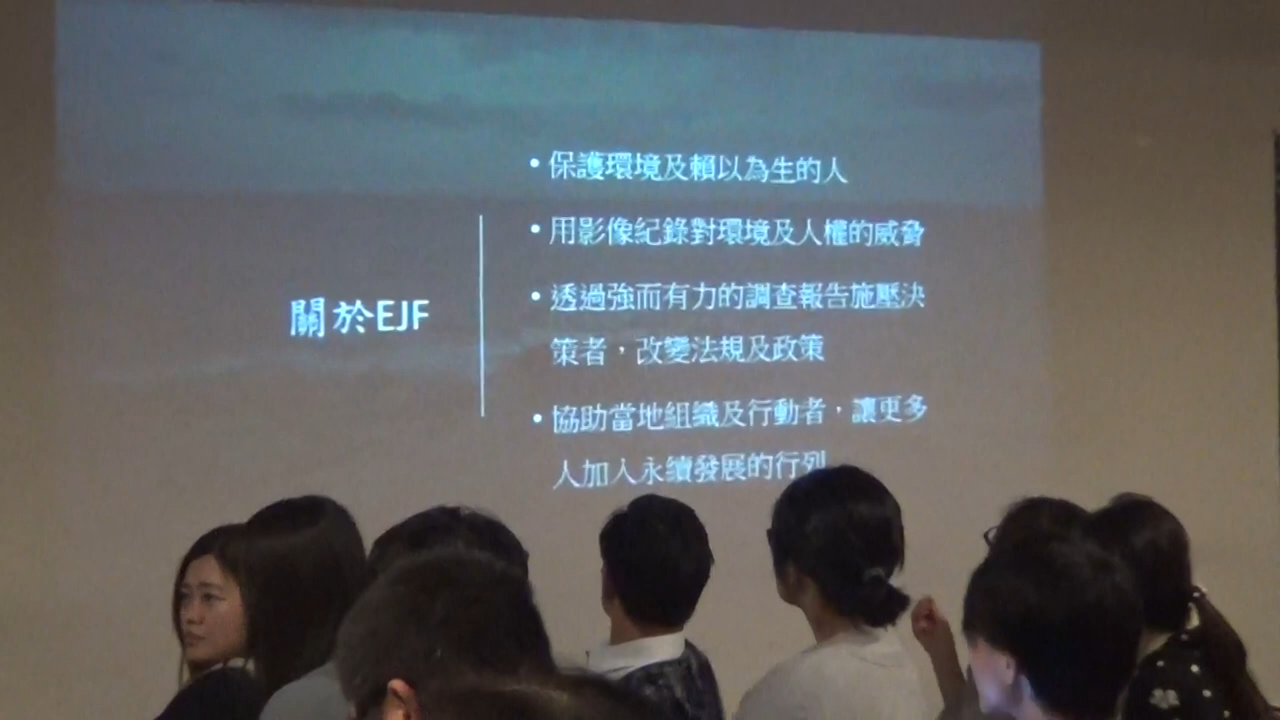 關於EJF
• 保護環境及賴以為生的人
• 用影像紀錄對環境及人權的威脅
• 透過強而有力的調查報告施壓決
策者，改變法規及政策
• 協助當地組織及行動者，讓更多
人加入永續發展的行列